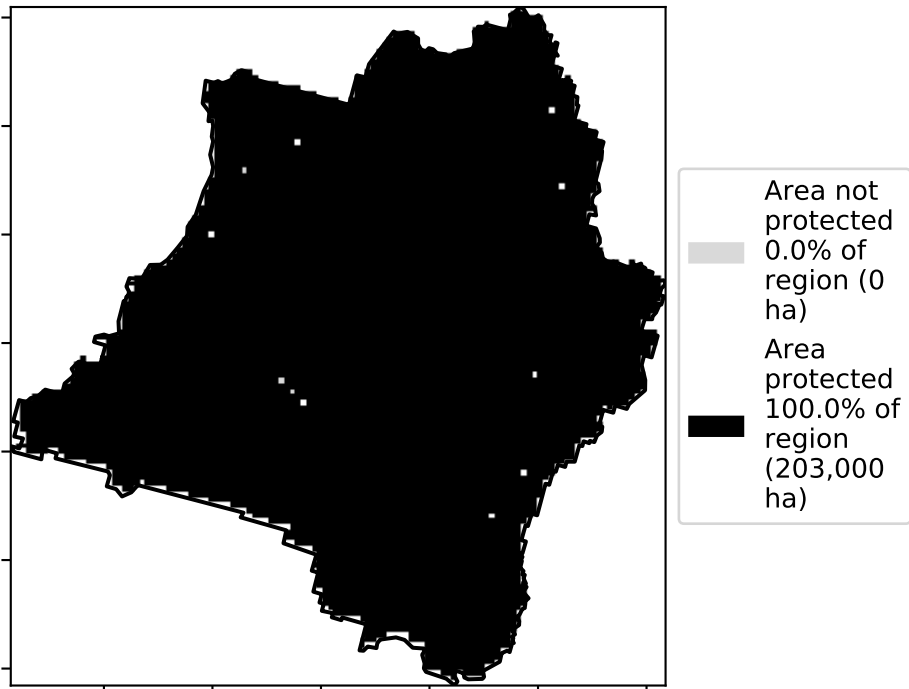 Area not
protected
0.0% of
region (0
ha)
Area
protected
100.0% of
region
(203,000
ha)